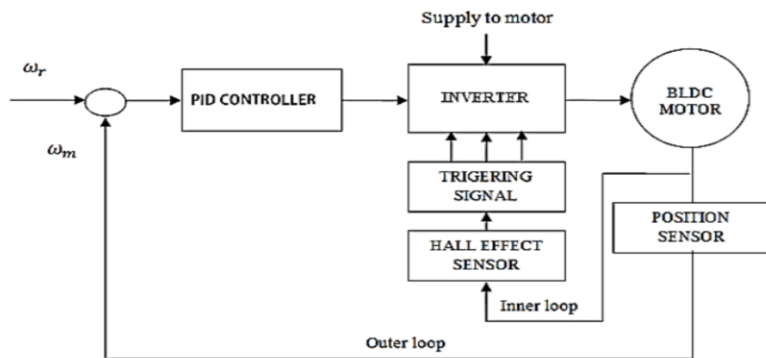 Supply to motor
ω_r
PID CONTROLLER
INVERTER
BLDC
MOTOR
ω_m
TRIGERING
SIGNAL
POSITION
SENSOR
HALL EFFECT
SENSOR
Inner loop
Outer loop